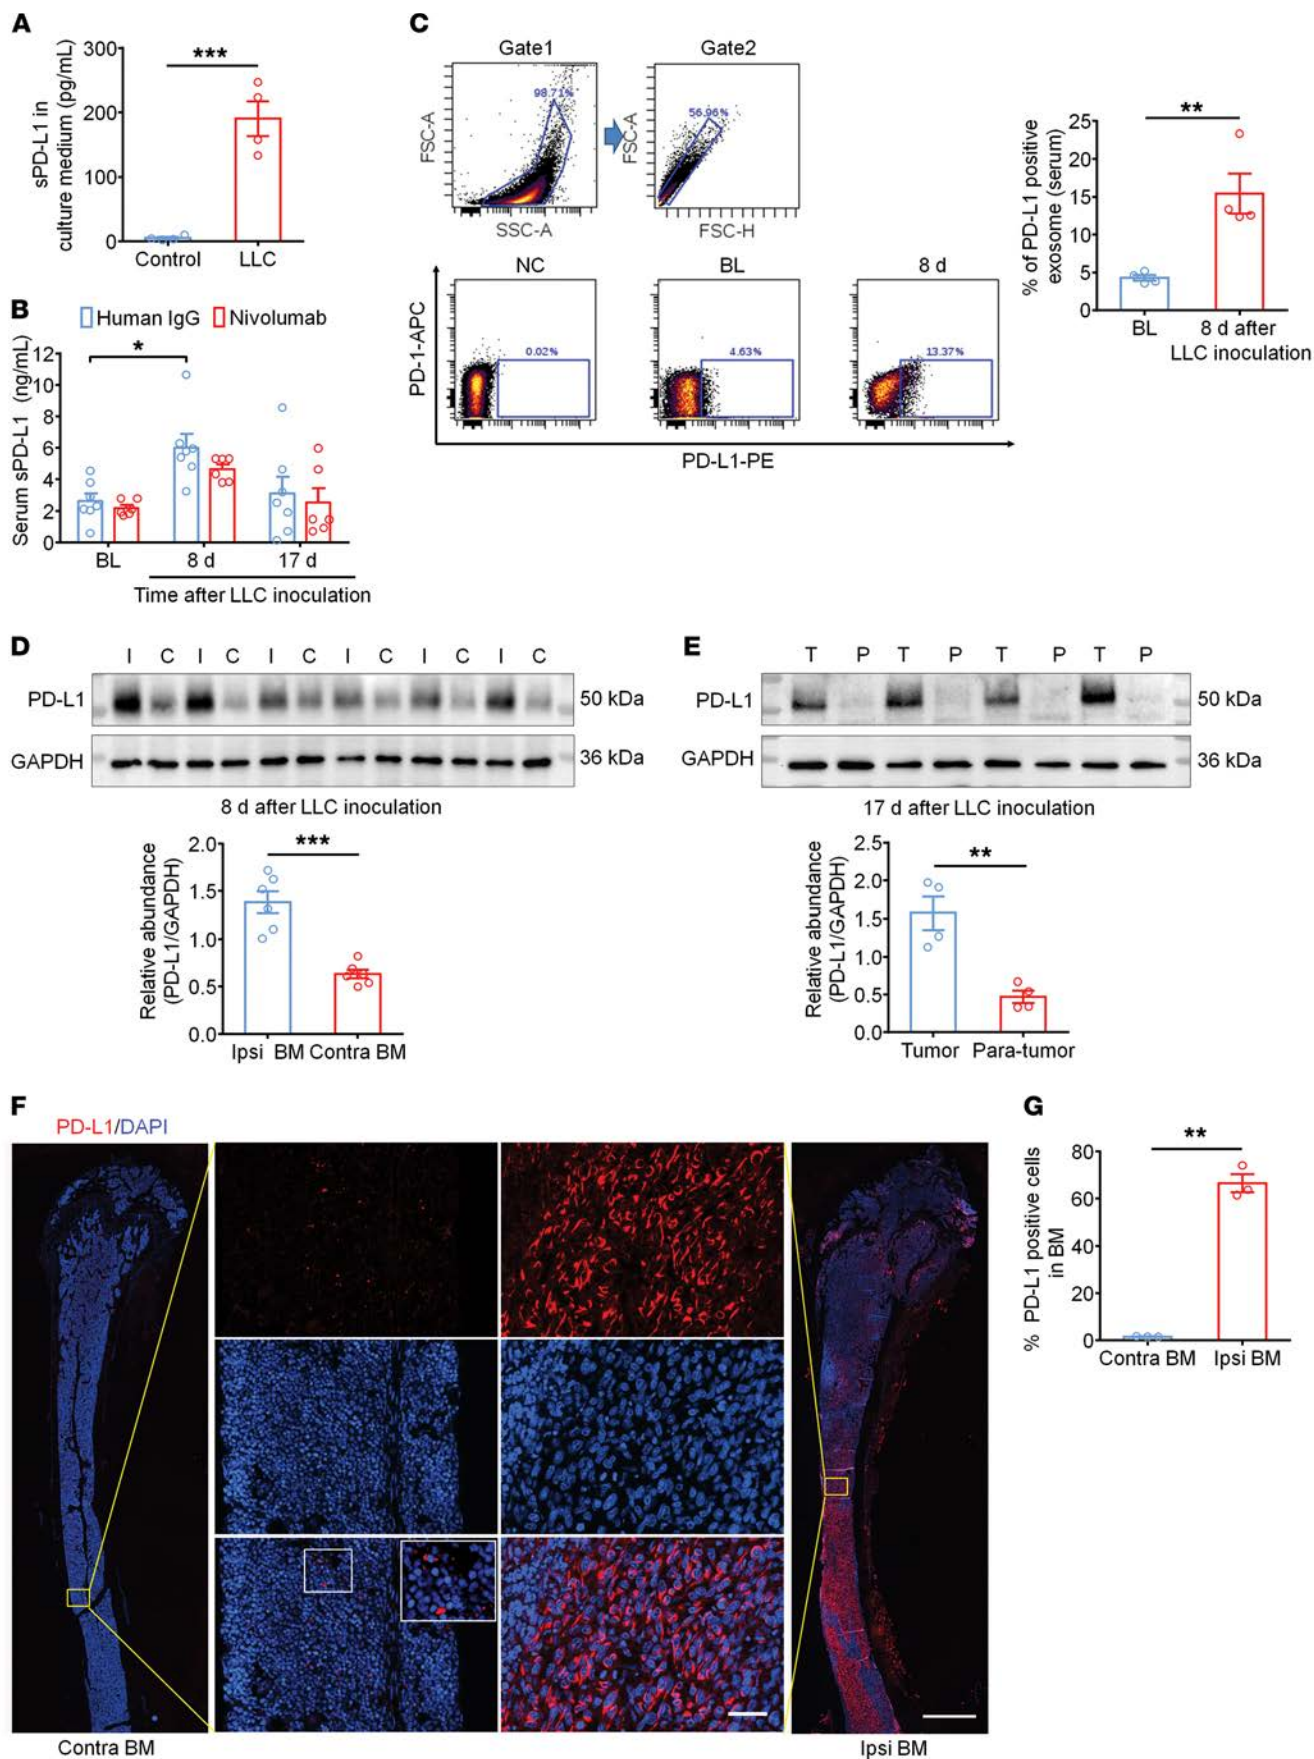 A
sPD-L1 in
culture medium (pg/mL)
300
200
100
0
***
Control
LLC
B
Human IgG
Nivolumab
Serum sPD-L1 (ng/mL)
12
10
8
6
4
2
0
*
BL
8 d
17 d
Time after LLC inoculation
C
Gate1
Gate2
98.71%
56.96%
FSC-A
SSC-A
FSC-A
FSC-H
NC
BL
8 d
0.02%
4.63%
13.37%
PD-1-APC
PD-L1-PE
% of PD-L1 positive
exosome (serum)
25
20
15
10
5
0
**
BL
8 d after
LLC inoculation
D
I C I C I C I C I C I C
PD-L1
50 kDa
GAPDH
36 kDa
8 d after LLC inoculation
Relative abundance
(PD-L1/GAPDH)
2.0
1.5
1.0
0.5
0.0
***
Ipsi BM
Contra BM
E
T P T P T P T P
PD-L1
50 kDa
GAPDH
36 kDa
17 d after LLC inoculation
Relative abundance
(PD-L1/GAPDH)
2.5
2.0
1.5
1.0
0.5
0.0
**
Tumor
Para-tumor
F
PD-L1/DAPI
Contra BM
Ipsi BM
G
% PD-L1 positive cells
in BM
80
60
40
20
0
**
Contra BM
Ipsi BM